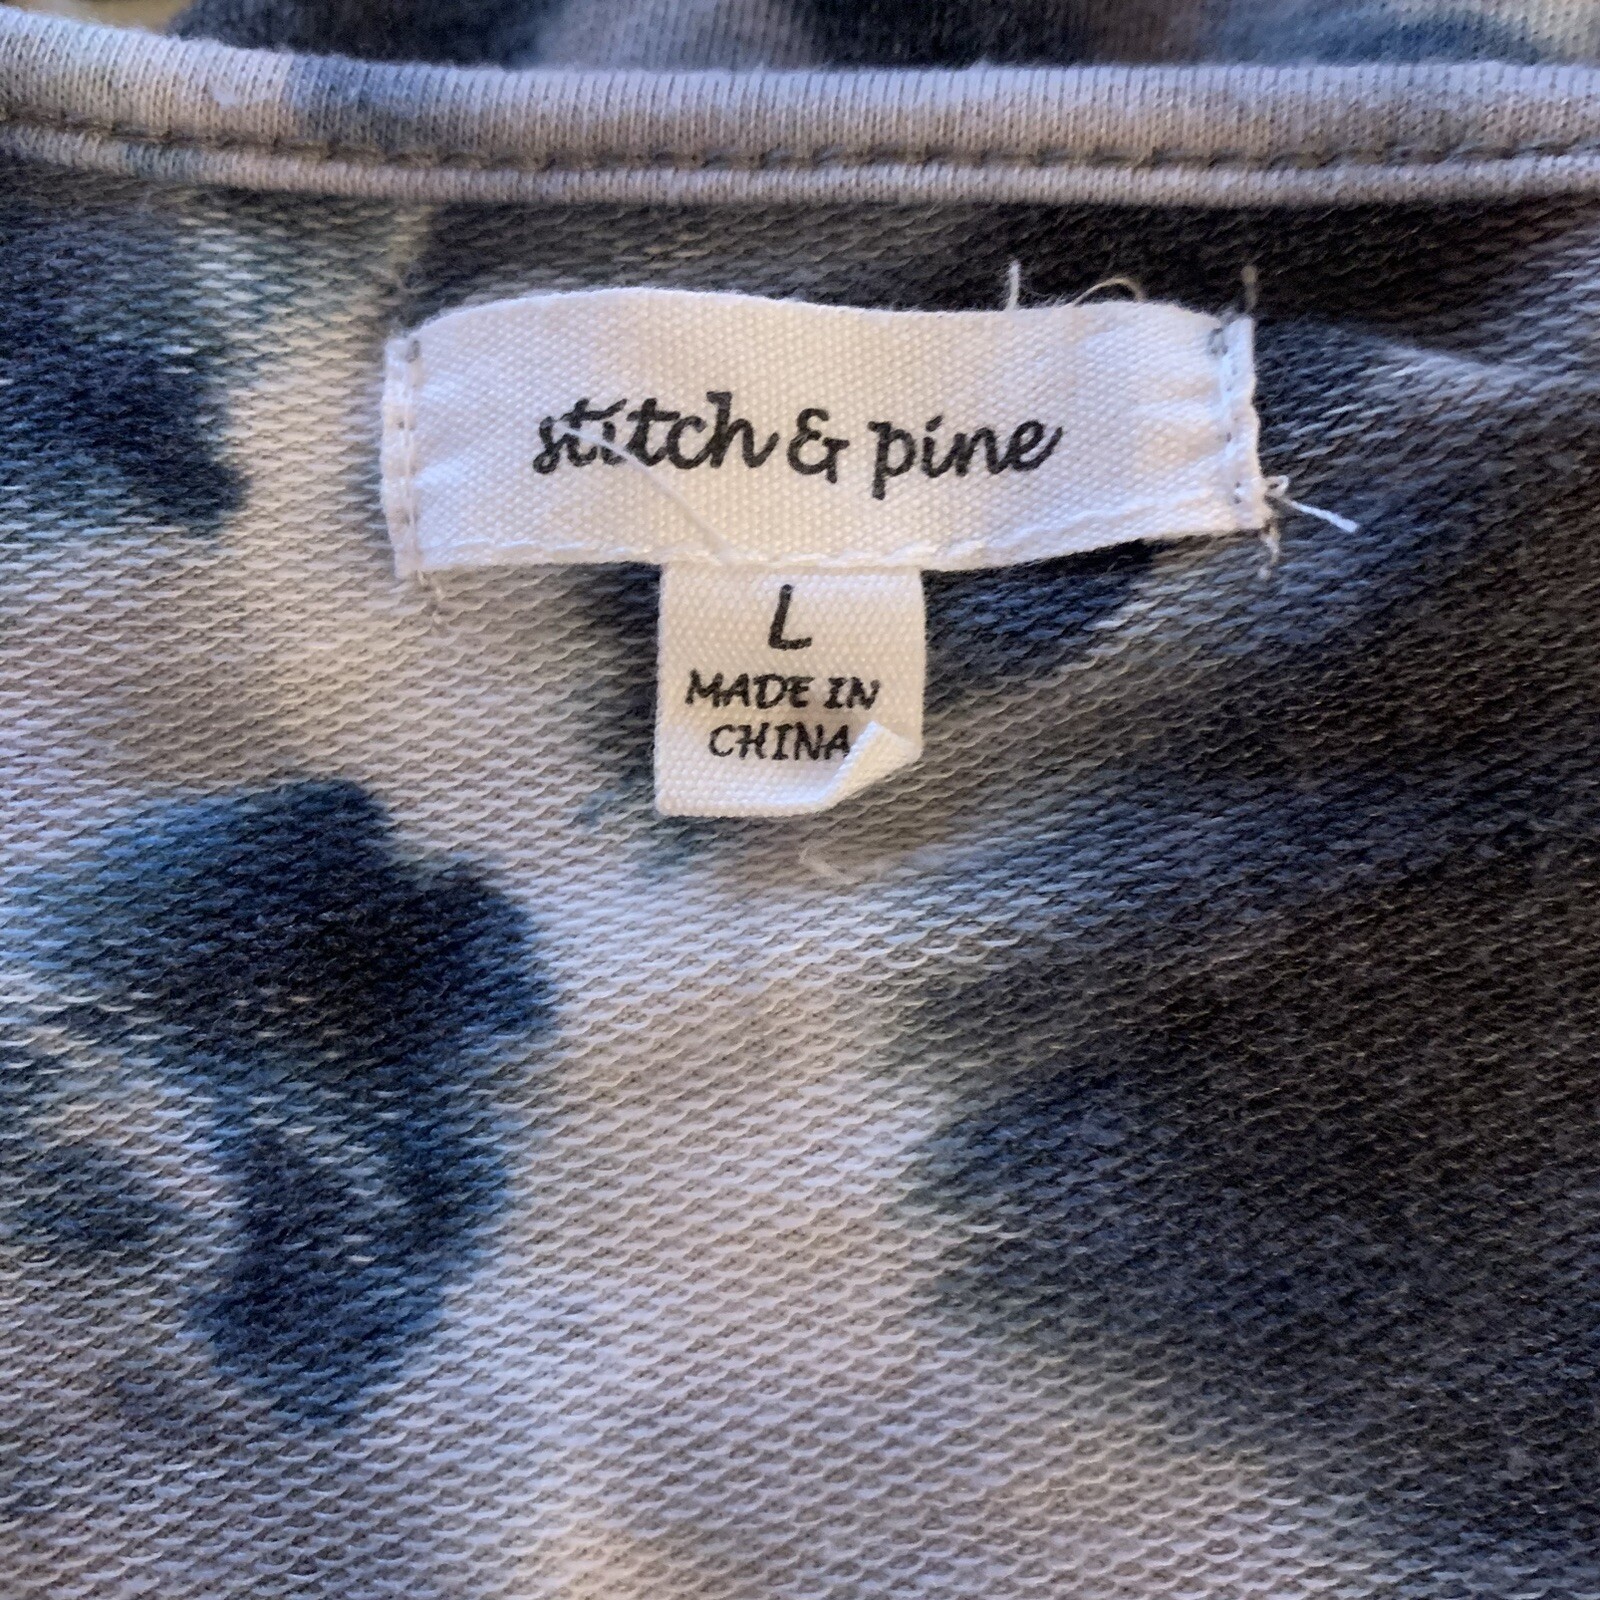 stitch & pine
L
MADE IN
CHINA